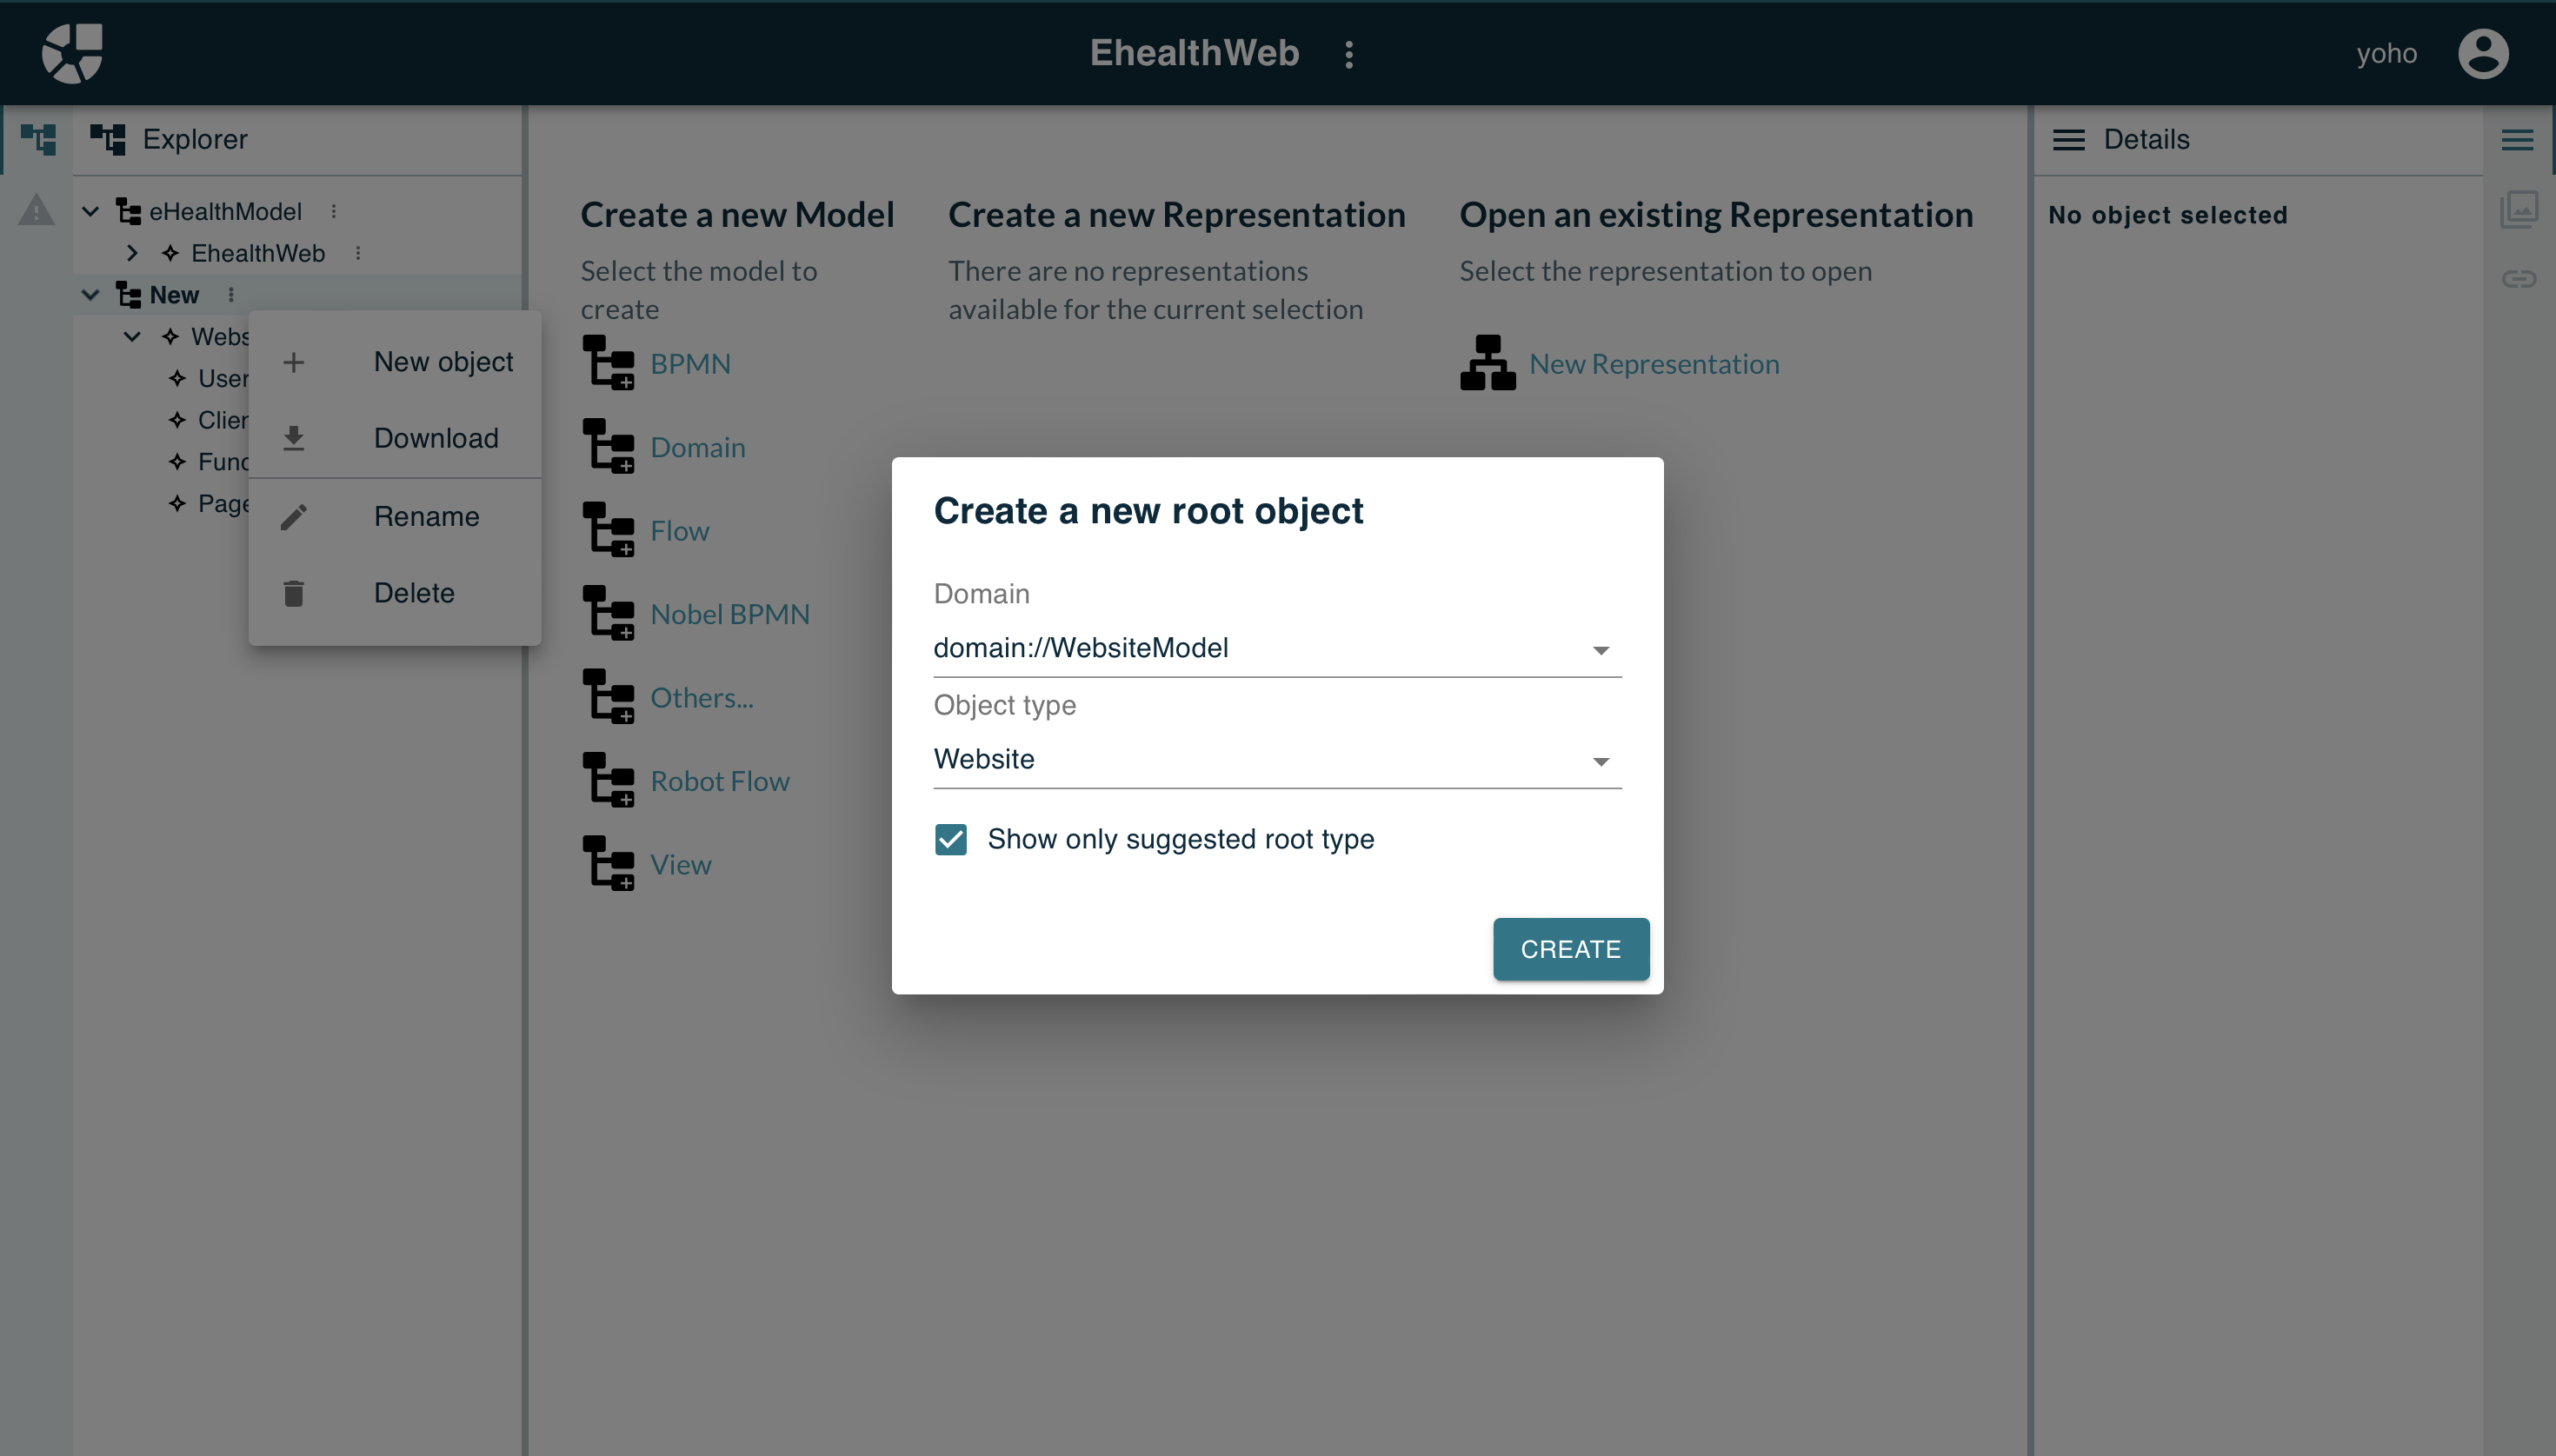 EhealthWeb
yoho
Explorer
eHealthModel
EhealthWeb
New
Webs
User
Clier
Func
Page
New object
Download
Rename
Delete
Create a new Model
Select the model to
create
BPMN
Domain
Flow
Nobel BPMN
Others...
Robot Flow
View
Create a new Representation
There are no representations
available for the current selection
Open an existing Representation
Select the representation to open
New Representation
Create a new root object
Domain
domain://WebsiteModel
Object type
Website
Show only suggested root type
CREATE
Details
No object selected